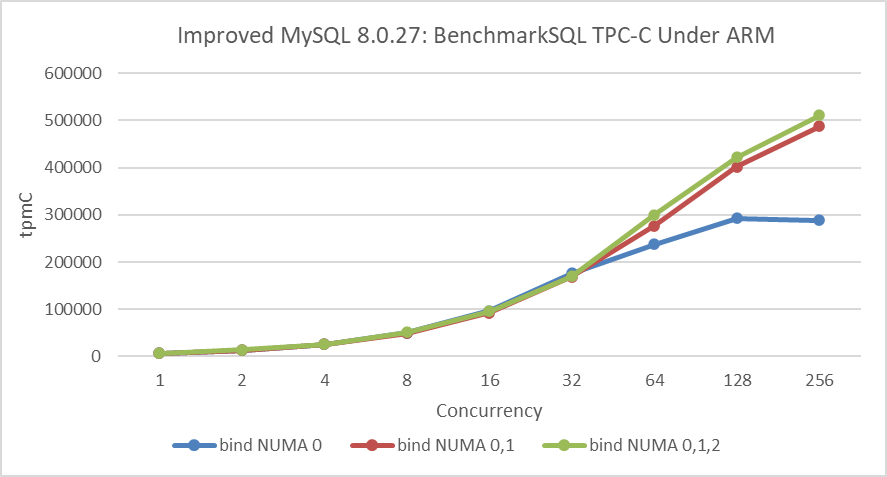 Improved MySQL 8.0.27: BenchmarkSQL TPC-C Under ARM
600000
500000
400000
300000
200000
100000
0
tpmC
1 2 4 8 16 32 64 128 256
Concurrency
bind NUMA 0 bind NUMA 0,1 bind NUMA 0,1,2